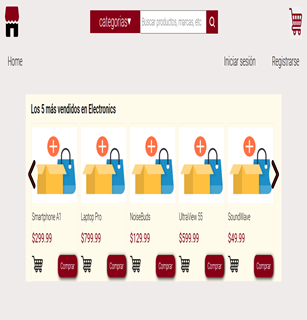 categorias▾ Buscar productos, marcas, etc
Home Iniciar sesión Registrarse
Los 5 más vendidos en Electronics
Smartphone A1 Laptop Pro NoiseBuds UltraView 55 SoundWave
$299.99 $799.99 $129.99 $599.99 $49.99
Comprar Comprar Comprar Comprar Comprar